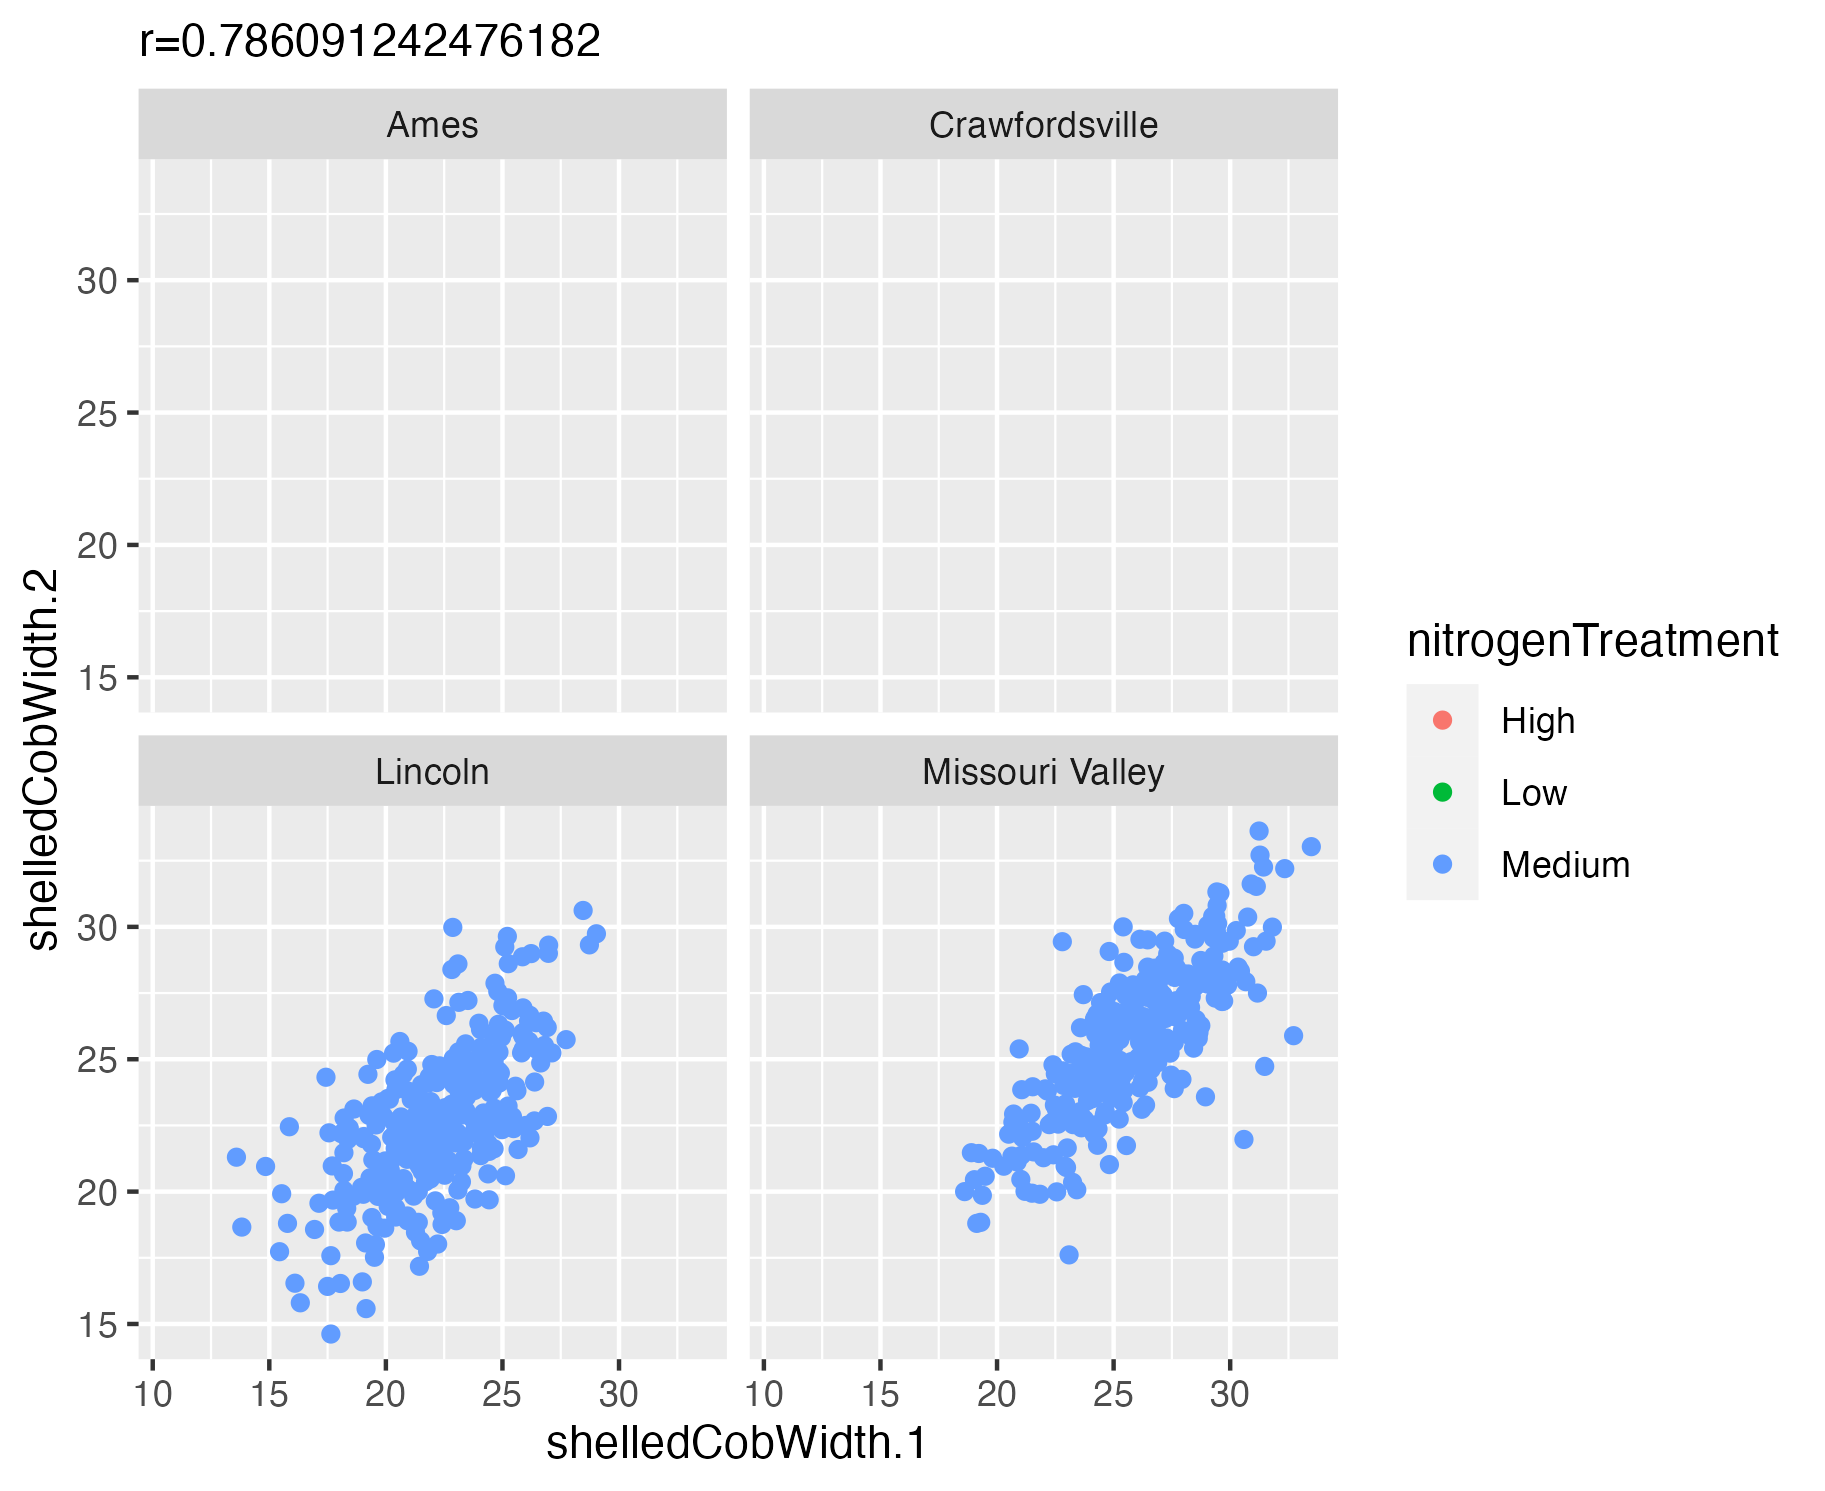 r=0.786091242476182
Ames
Crawfordsville
30
25
20
15
Lincoln
Missouri Valley
30
25
20
15
10 15 20 25 30
10 15 20 25 30
shelledCobWidth.1
shelledCobWidth.2
nitrogenTreatment
High
Low
Medium